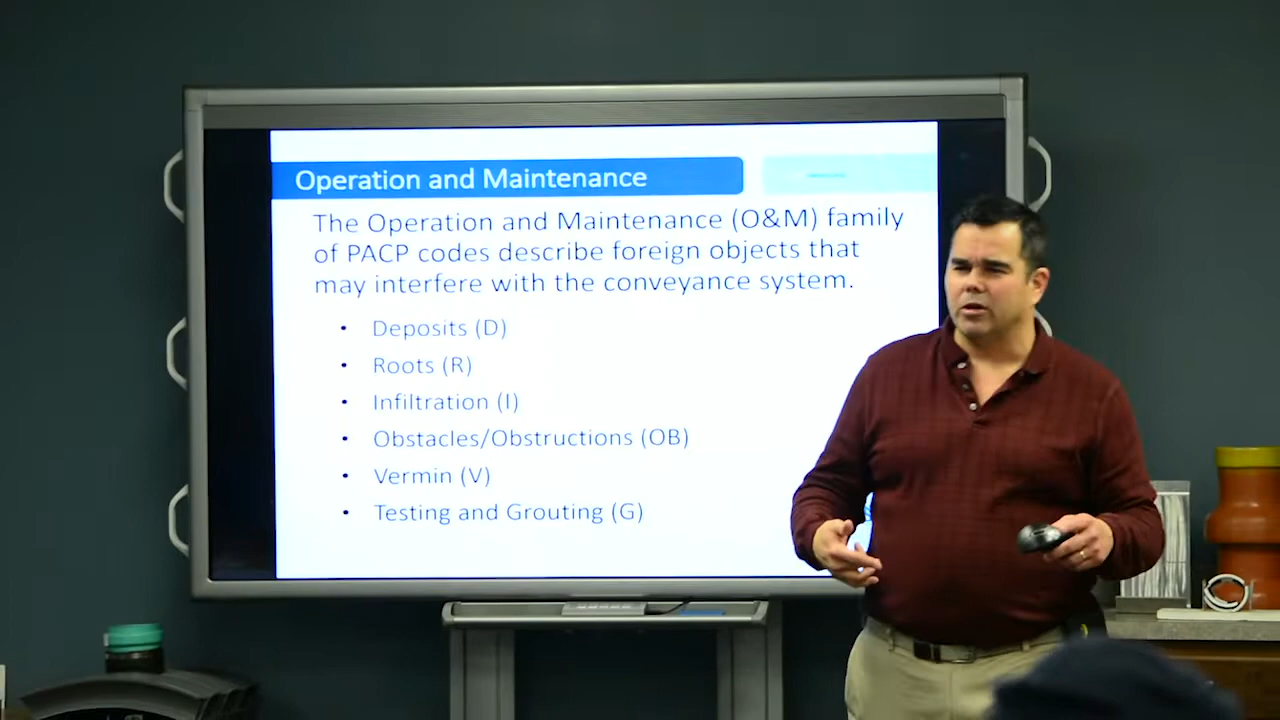 Operation and Maintenance
The Operation and Maintenance (O&M) family
of PACP codes describe foreign objects that
may interfere with the conveyance system.
• Deposits (D)
• Roots (R)
• Infiltration (I)
• Obstacles/Obstructions (OB)
• Vermin (V)
• Testing and Grouting (G)